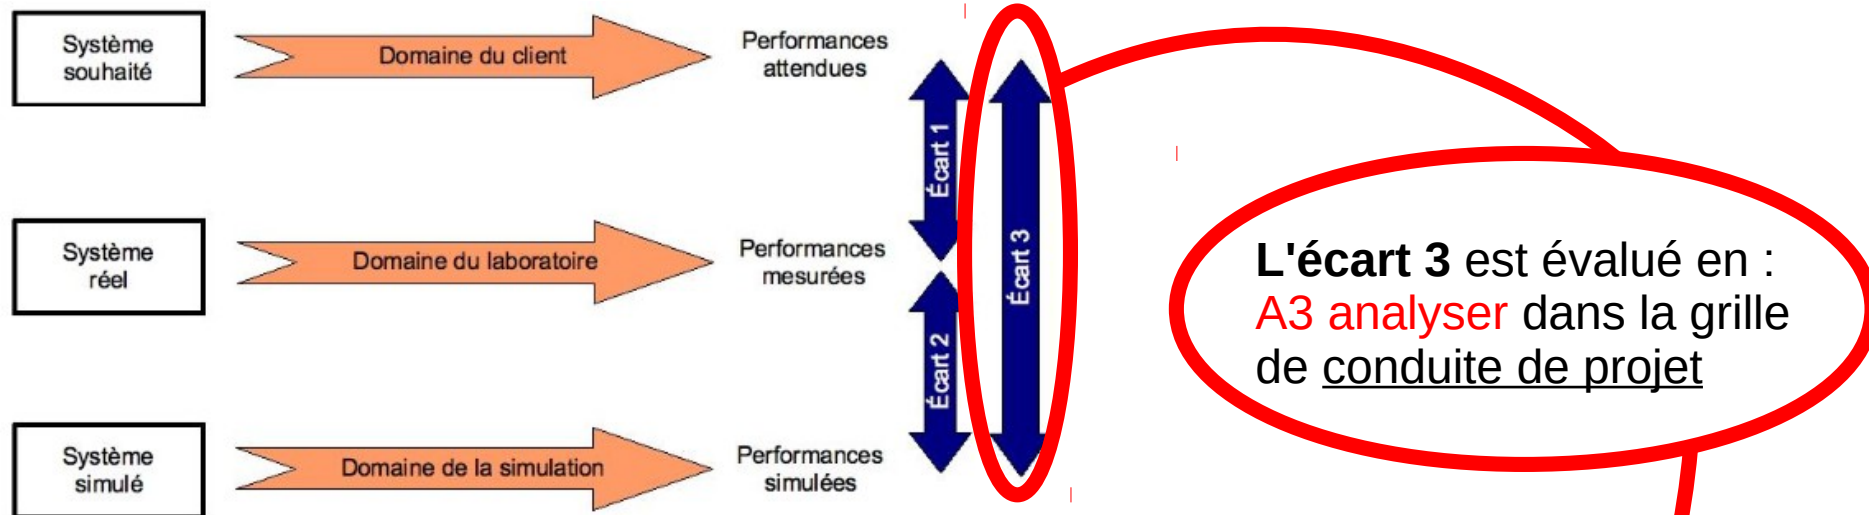 Système
souhaité
Domaine du client
Performances
attendues
Écart 1
Système
réel
Domaine du laboratoire
Performances
mesurées
Écart 3
Écart 2
Système
simulé
Domaine de la simulation
Performances
simulées
L'écart 3 est évalué en :
A3 analyser dans la grille
de conduite de projet